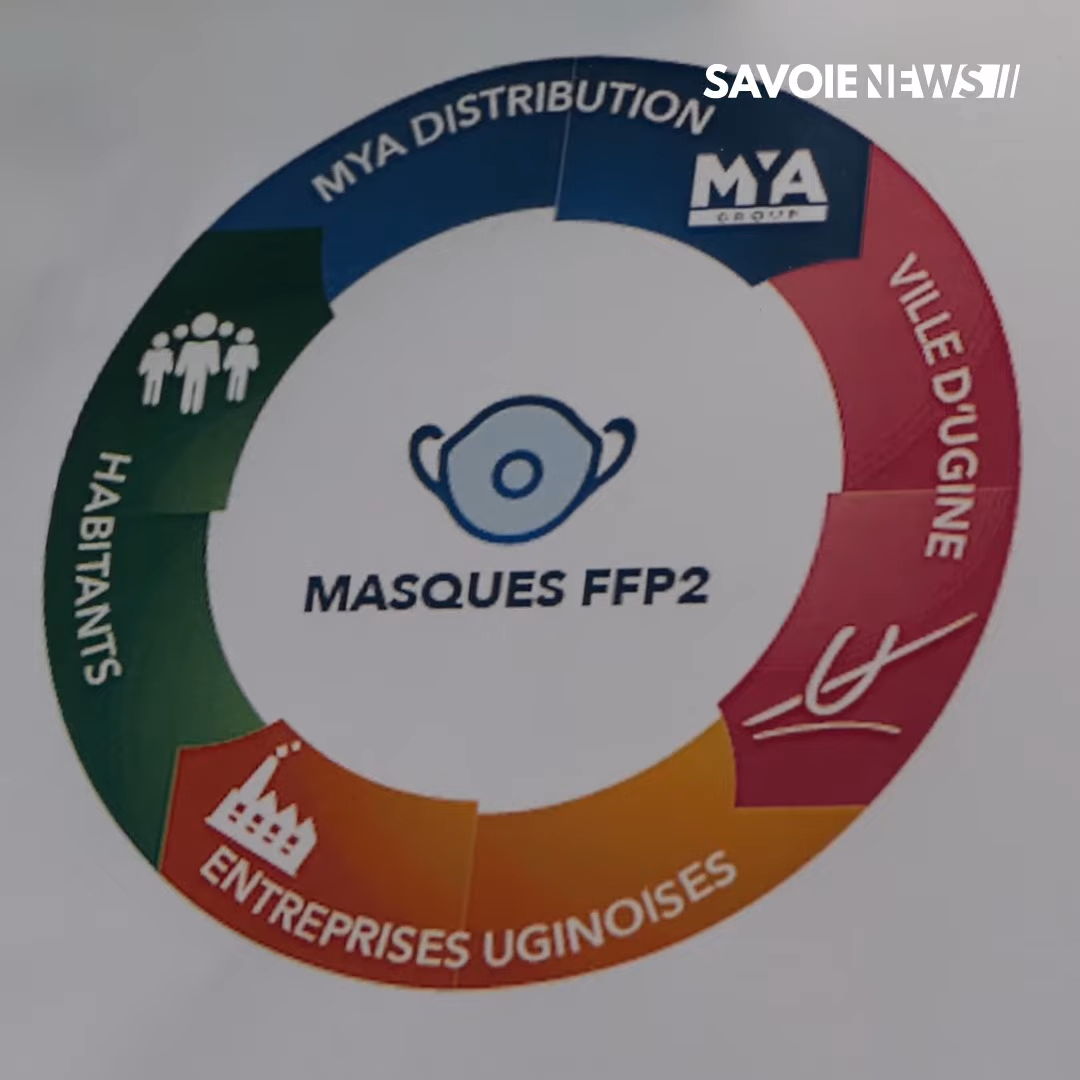 SAVOIE NEWS
MYA DISTRIBUTION
MYA
GROUP
VILLE D'UGINE
HABITANTS
MASQUES FFP2
ENTREPRISES UGINOISES